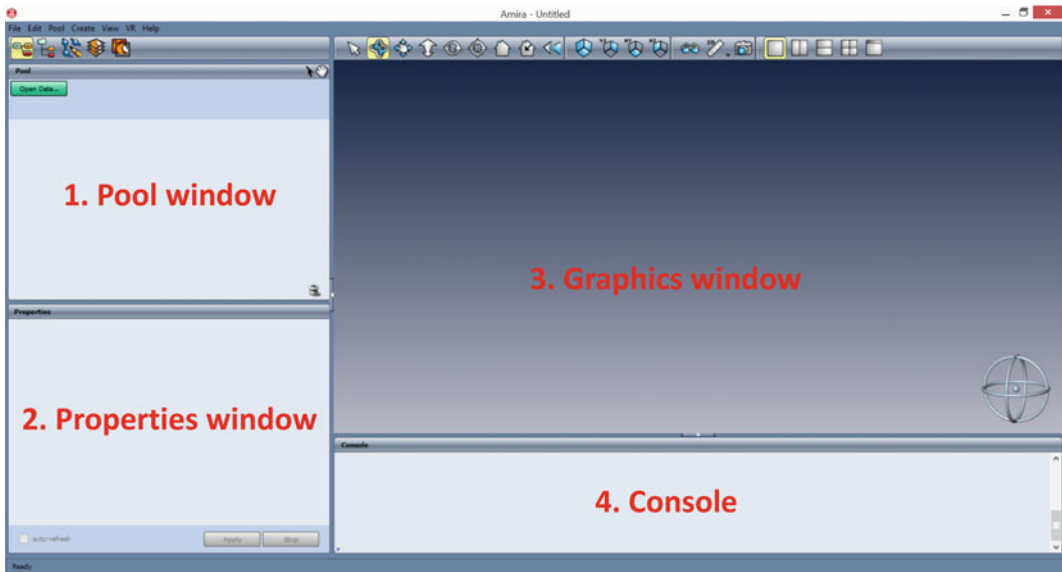 Amira - Untitled
File Edit Pool Create View VR Help
Pool
Open Data...
1. Pool window
3. Graphics window
Properties
2. Properties window
auto-refresh
Apply
Stop
Console
4. Console
>
Ready